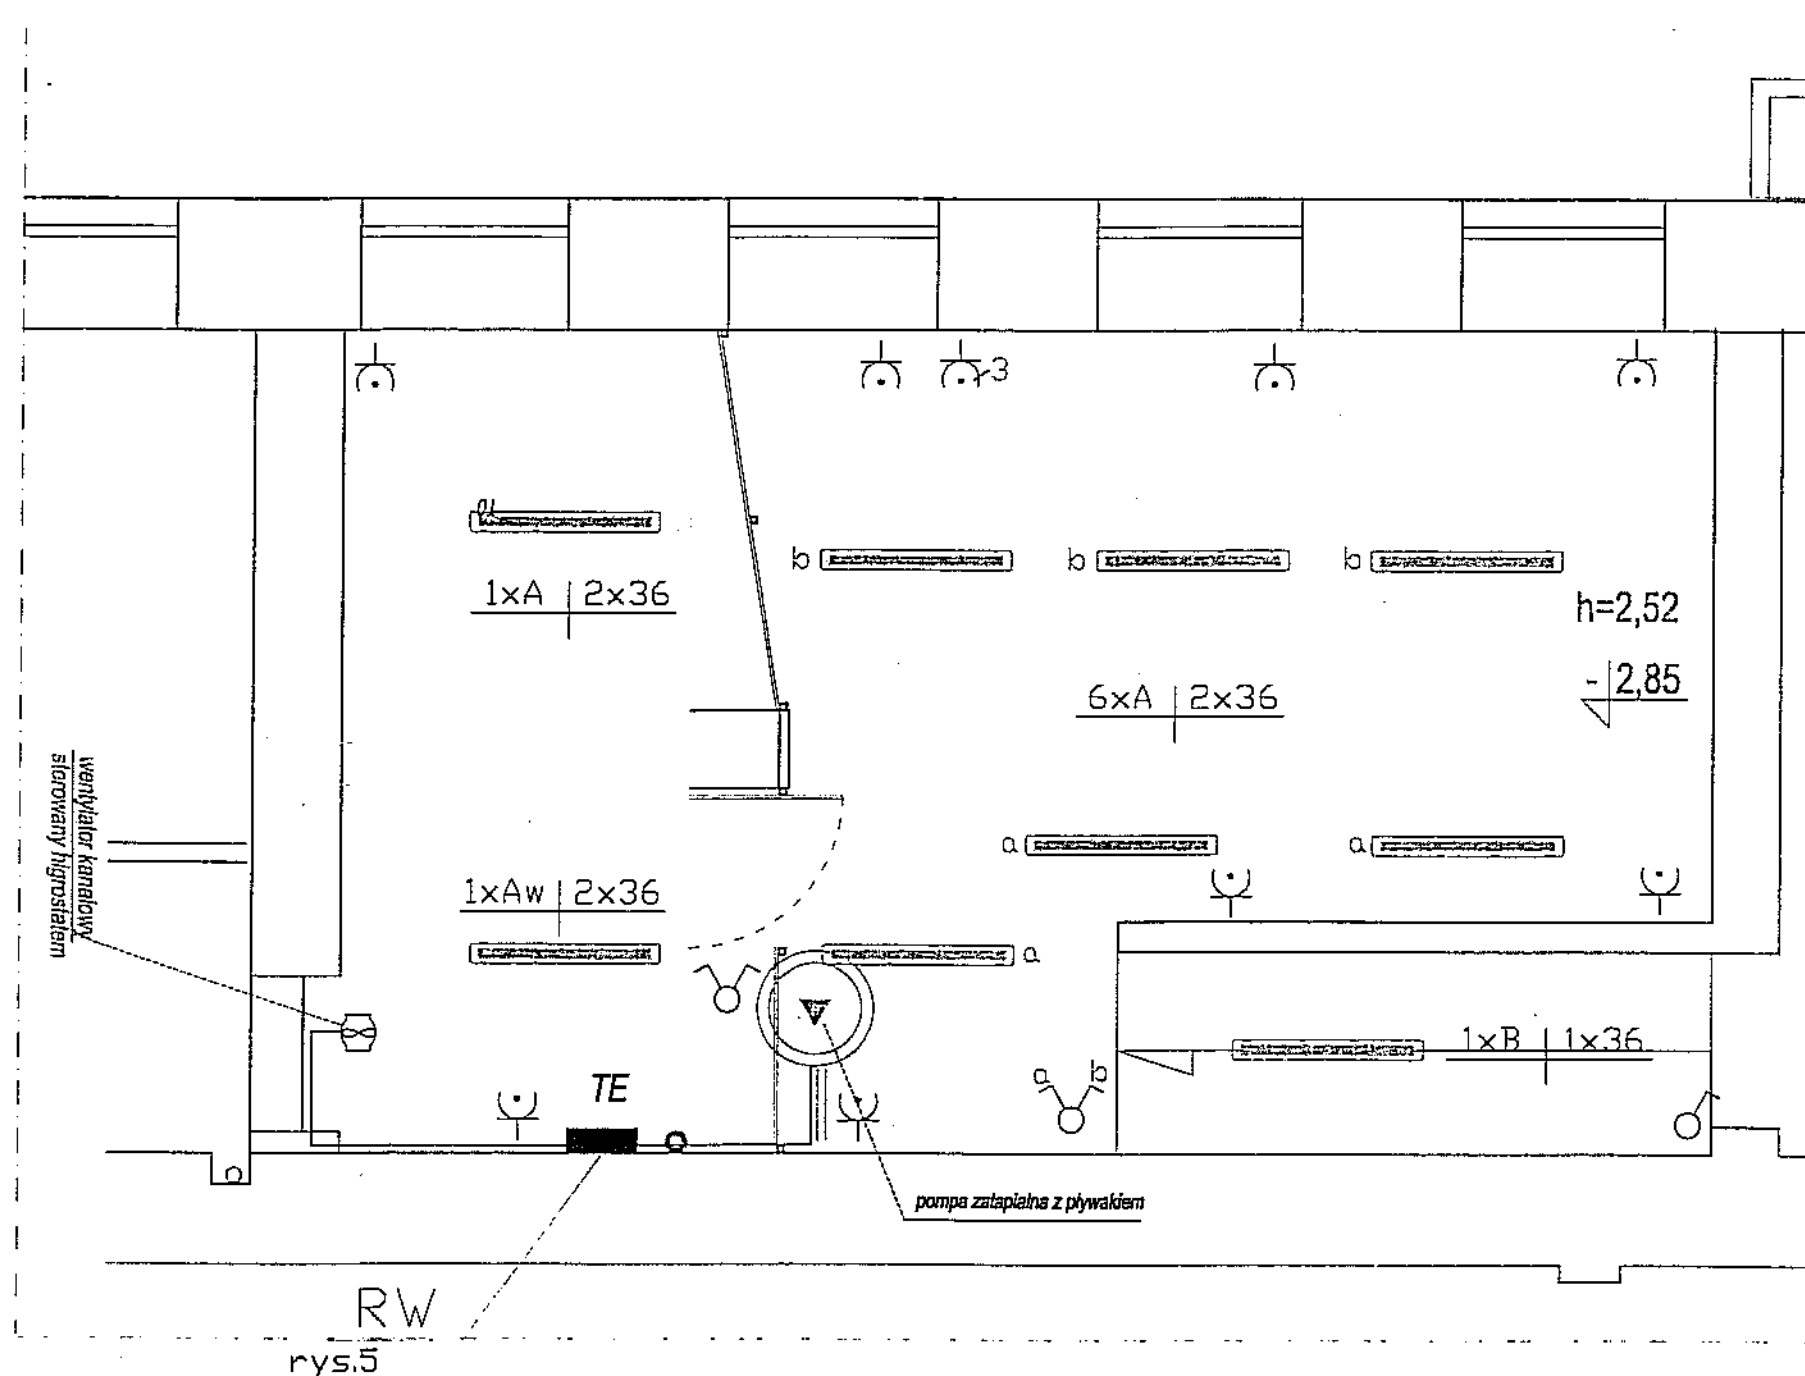 3
b
b
b
1xA 2x36
h=2,52
6xA 2x36
- 2,85
wentylator kanałowy
sterowany higrostatem
a
a
1xAw 2x36
a
1xB 1x36
a b
TE
pompa zatapialna z pływakiem
RW
rys.5